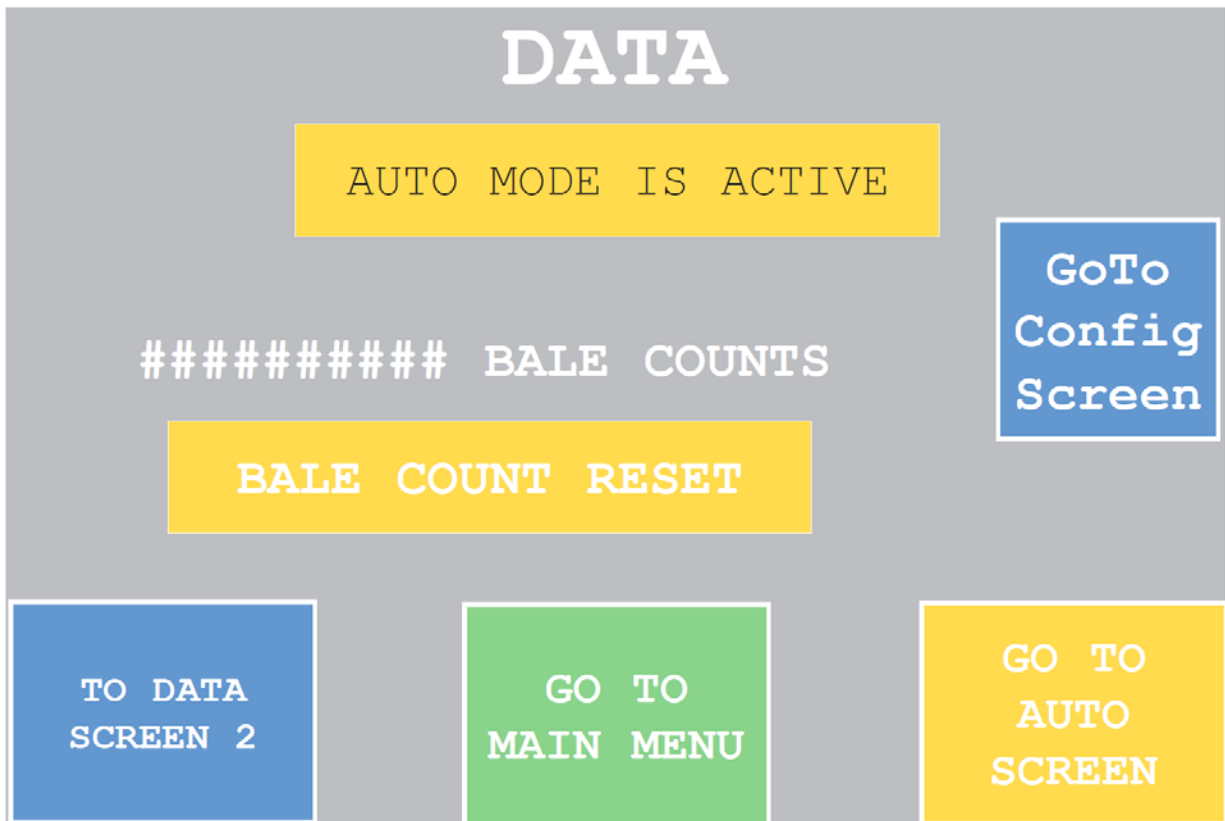 DATA
AUTO MODE IS ACTIVE
GoTo
Config
Screen
########## BALE COUNTS
BALE COUNT RESET
TO DATA
SCREEN 2
GO TO
MAIN MENU
GO TO
AUTO
SCREEN